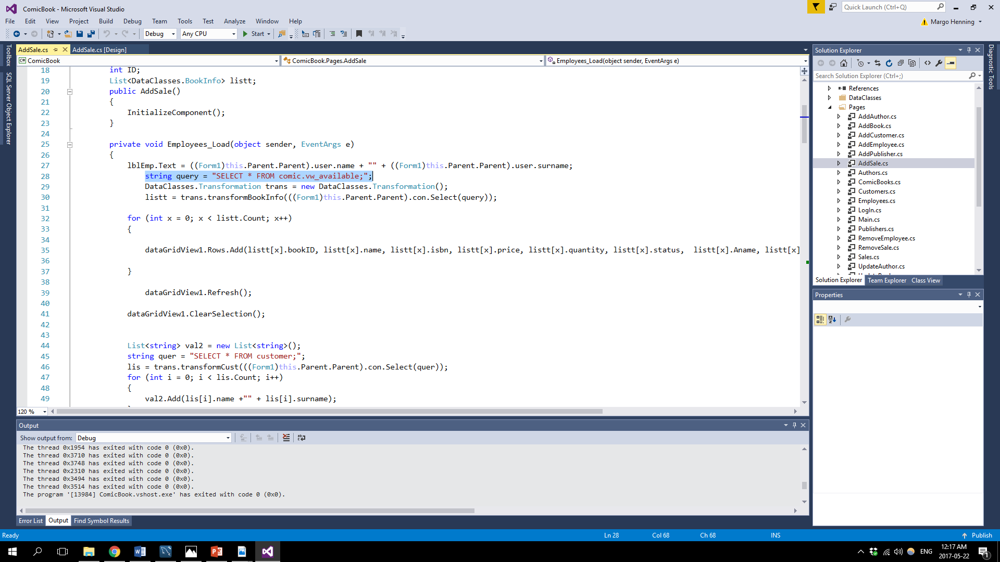 ComicBook - Microsoft Visual Studio
Quick Launch (Ctrl+Q)
File Edit View Project Build Debug Team Tools Test Analyze Window Help
Margo Henning
Debug Any CPU Start
AddSale.cs AddSale.cs [Design]
ComicBook ComicBook.Pages.AddSale Employees_Load(object sender, EventArgs e)
Toolbox
SQL Server Object Explorer
18 int ID;
19 List<DataClasses.BookInfo> listt;
20 public AddSale()
21 {
22 InitializeComponent();
23 }
24
25 private void Employees_Load(object sender, EventArgs e)
26 {
27 lblEmp.Text = ((Form1)this.Parent.Parent).user.name + "" + ((Form1)this.Parent.Parent).user.surname;
28 string query = "SELECT * FROM comic.vw_available;";
29 DataClasses.Transformation trans = new DataClasses.Transformation();
30 listt = trans.transformBookInfo(((Form1)this.Parent.Parent).con.Select(query));
31
32 for (int x = 0; x < listt.Count; x++)
33 {
34
35 dataGridView1.Rows.Add(listt[x].bookID, listt[x].name, listt[x].isbn, listt[x].price, listt[x].quantity, listt[x].status, listt[x].Aname, listt[x]
36
37 }
38
39 dataGridView1.Refresh();
40
41 dataGridView1.ClearSelection();
42
43
44 List<string> val2 = new List<string>();
45 string quer = "SELECT * FROM customer;";
46 lis = trans.transformCust(((Form1)this.Parent.Parent).con.Select(quer));
47 for (int i = 0; i < lis.Count; i++)
48 {
49 val2.Add(lis[i].name +"" + lis[i].surname);
120 %
Output
Show output from: Debug
The thread 0x1954 has exited with code 0 (0x0).
The thread 0x3710 has exited with code 0 (0x0).
The thread 0x3748 has exited with code 0 (0x0).
The thread 0x2310 has exited with code 0 (0x0).
The thread 0x3494 has exited with code 0 (0x0).
The thread 0x3514 has exited with code 0 (0x0).
The program '[13984] ComicBook.vshost.exe' has exited with code 0 (0x0).
Error List Output Find Symbol Results
Solution Explorer
Search Solution Explorer (Ctrl+;)
References
DataClasses
Pages
AddAuthor.cs
AddBook.cs
AddCustomer.cs
AddEmployee.cs
AddPublisher.cs
AddSale.cs
Authors.cs
ComicBooks.cs
Customers.cs
Employees.cs
LogIn.cs
Main.cs
Publishers.cs
RemoveEmployee.cs
RemoveSale.cs
Sales.cs
UpdateAuthor.cs
Solution Explorer Team Explorer Class View
Properties
Diagnostic Tools
Ready Ln 28 Col 68 Ch 68 INS Publish
ENG 12:17 AM
2017-05-22
1